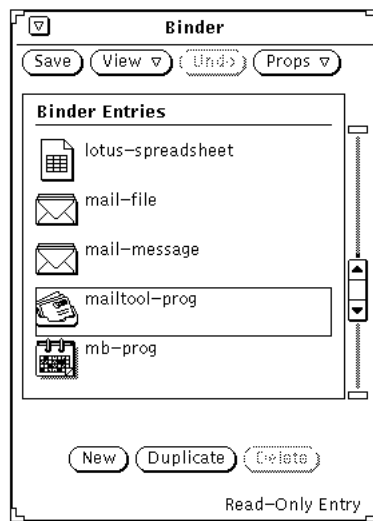 Binder
Save View Undo Props
Binder Entries
lotus-spreadsheet
mail-file
mail-message
mailtool-prog
mb-prog
New Duplicate Delete
Read-Only Entry